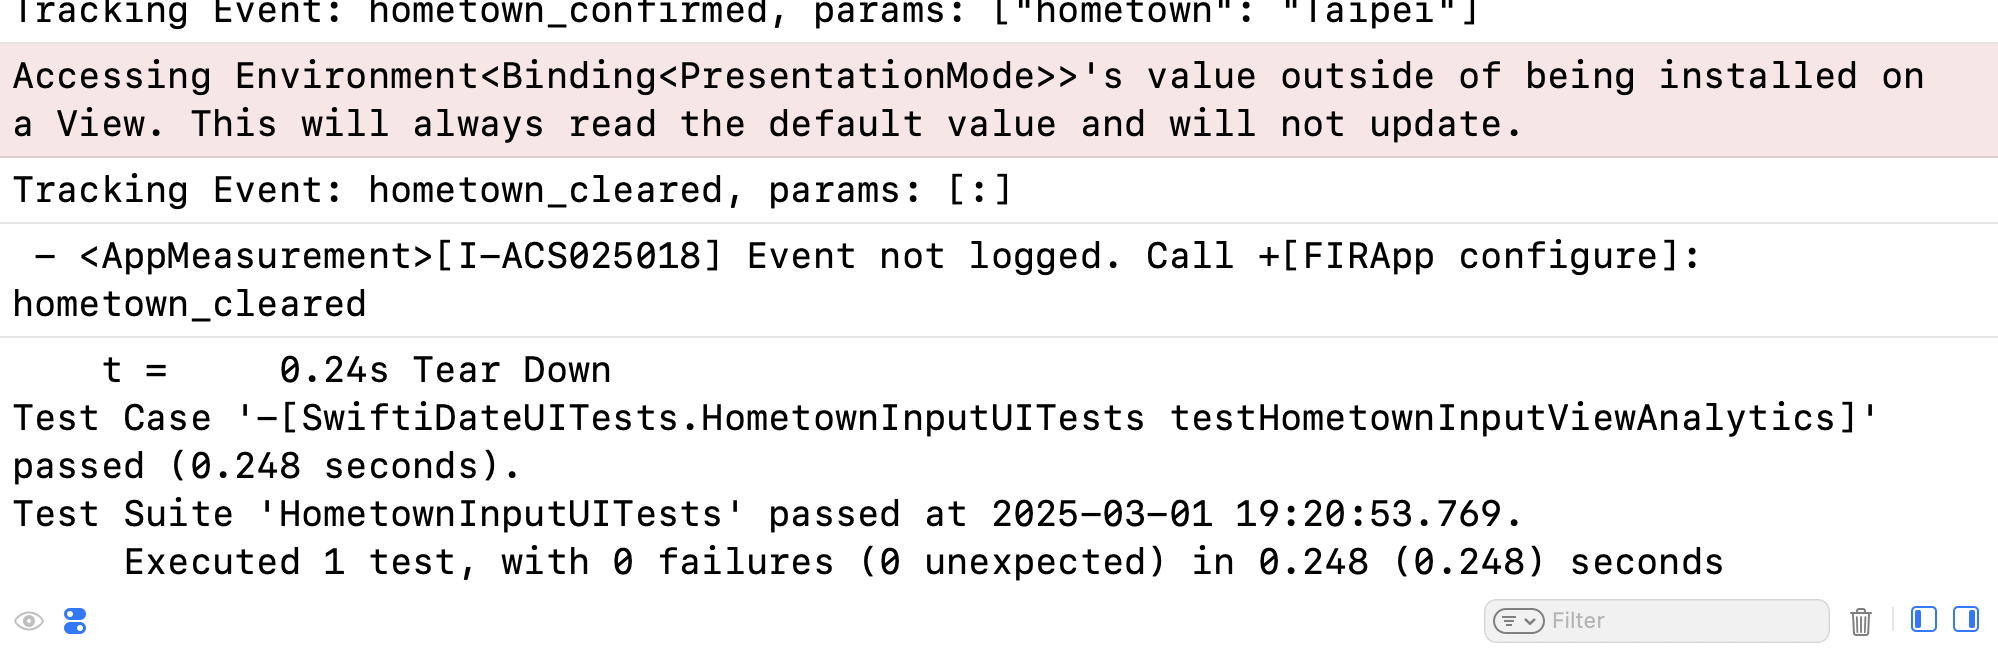 Tracking Event: hometown_confirmed, params: ["hometown": "Taipei"]
Accessing Environment<Binding<PresentationMode>>'s value outside of being installed on
a View. This will always read the default value and will not update.
Tracking Event: hometown_cleared, params: [:]
 – <AppMeasurement>[I–ACS025018] Event not logged. Call +[FIRApp configure]:
hometown_cleared
    t =     0.24s Tear Down
Test Case '–[SwiftiDateUITests.HometownInputUITests testHometownInputViewAnalytics]'
passed (0.248 seconds).
Test Suite 'HometownInputUITests' passed at 2025–03–01 19:20:53.769.
     Executed 1 test, with 0 failures (0 unexpected) in 0.248 (0.248) seconds
Filter